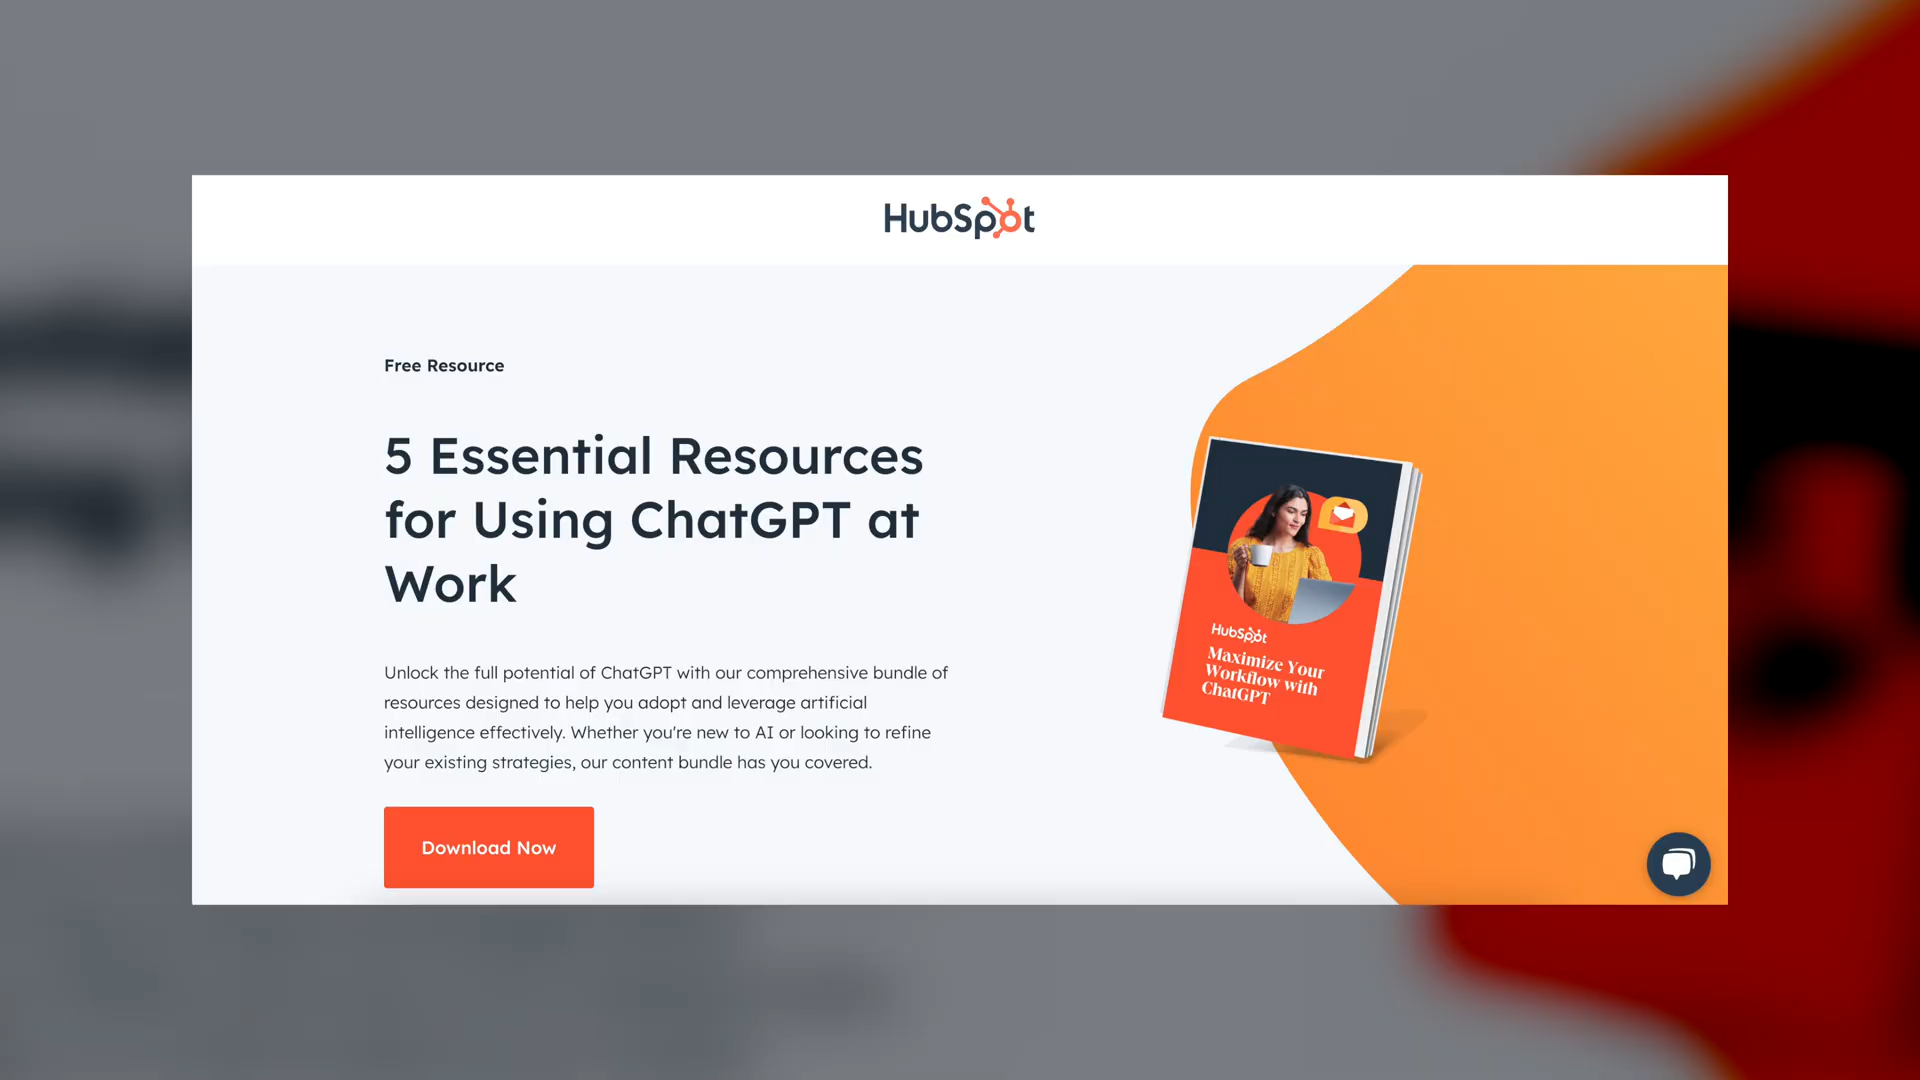 HubSpot
Free Resource
5 Essential Resources
for Using ChatGPT at
Work
Unlock the full potential of ChatGPT with our comprehensive bundle of
resources designed to help you adopt and leverage artificial
intelligence effectively. Whether you're new to AI or looking to refine
your existing strategies, our content bundle has you covered.
Download Now
HubSpot
Maximize Your
Workflow with
ChatGPT